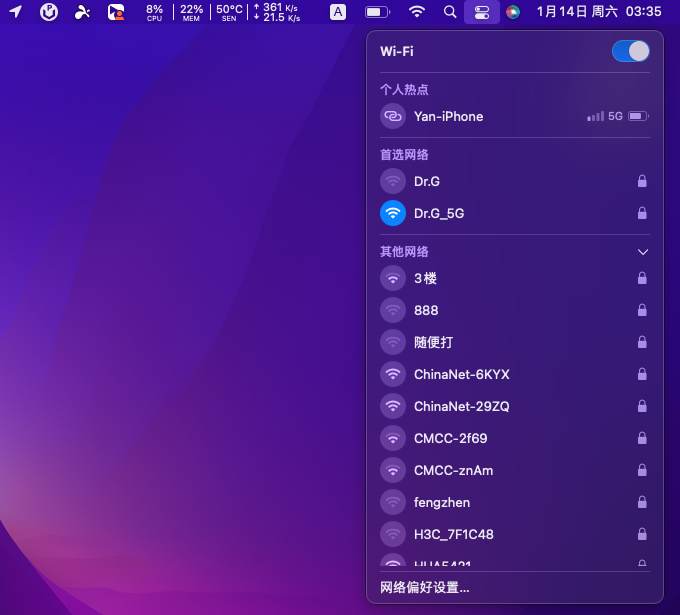 8% CPU 22% MEM 50°C SEN ↑ 361 K/s ↓ 21.5 K/s A 1月14日 周六 03:35
Wi-Fi
个人热点
Yan-iPhone 5G
首选网络
Dr.G
Dr.G_5G
其他网络
3楼
888
随便打
ChinaNet-6KYX
ChinaNet-29ZQ
CMCC-2f69
CMCC-znAm
fengzhen
H3C_7F1C48
网络偏好设置...